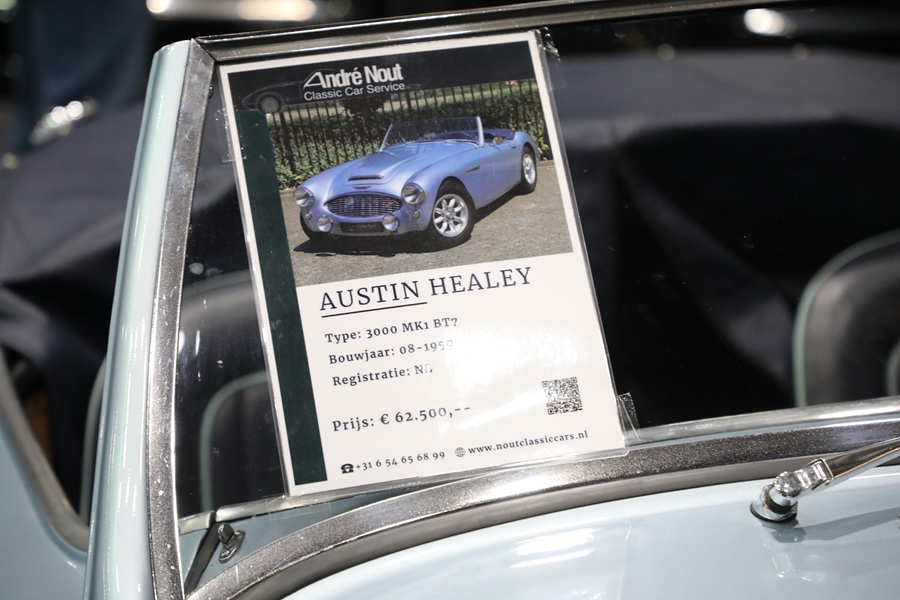 André Nout
Classic Car Service
AUSTIN HEALEY
Type: 3000 MK1 BT7
Bouwjaar: 08-1959
Registratie: NL
Prijs: € 62.500,--
+31 6 54 65 68 99 www.noutclassiccars.nl